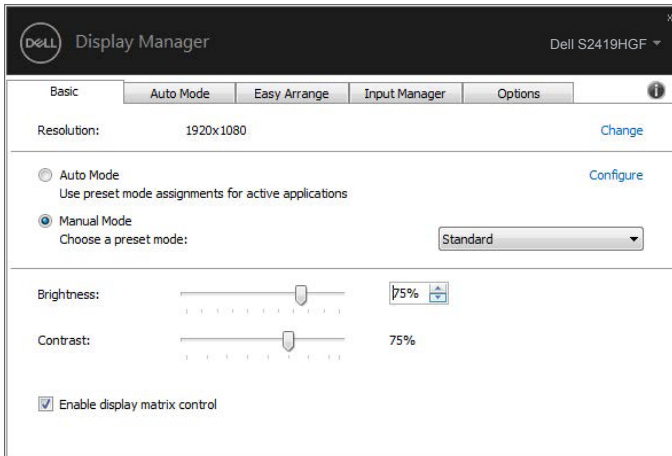 x
DELL Display Manager Dell S2419HGF
Basic Auto Mode Easy Arrange Input Manager Options i
Resolution: 1920x1080 Change
Auto Mode Configure
Use preset mode assignments for active applications
Manual Mode
Choose a preset mode: Standard
Brightness: 75%
Contrast: 75%
Enable display matrix control